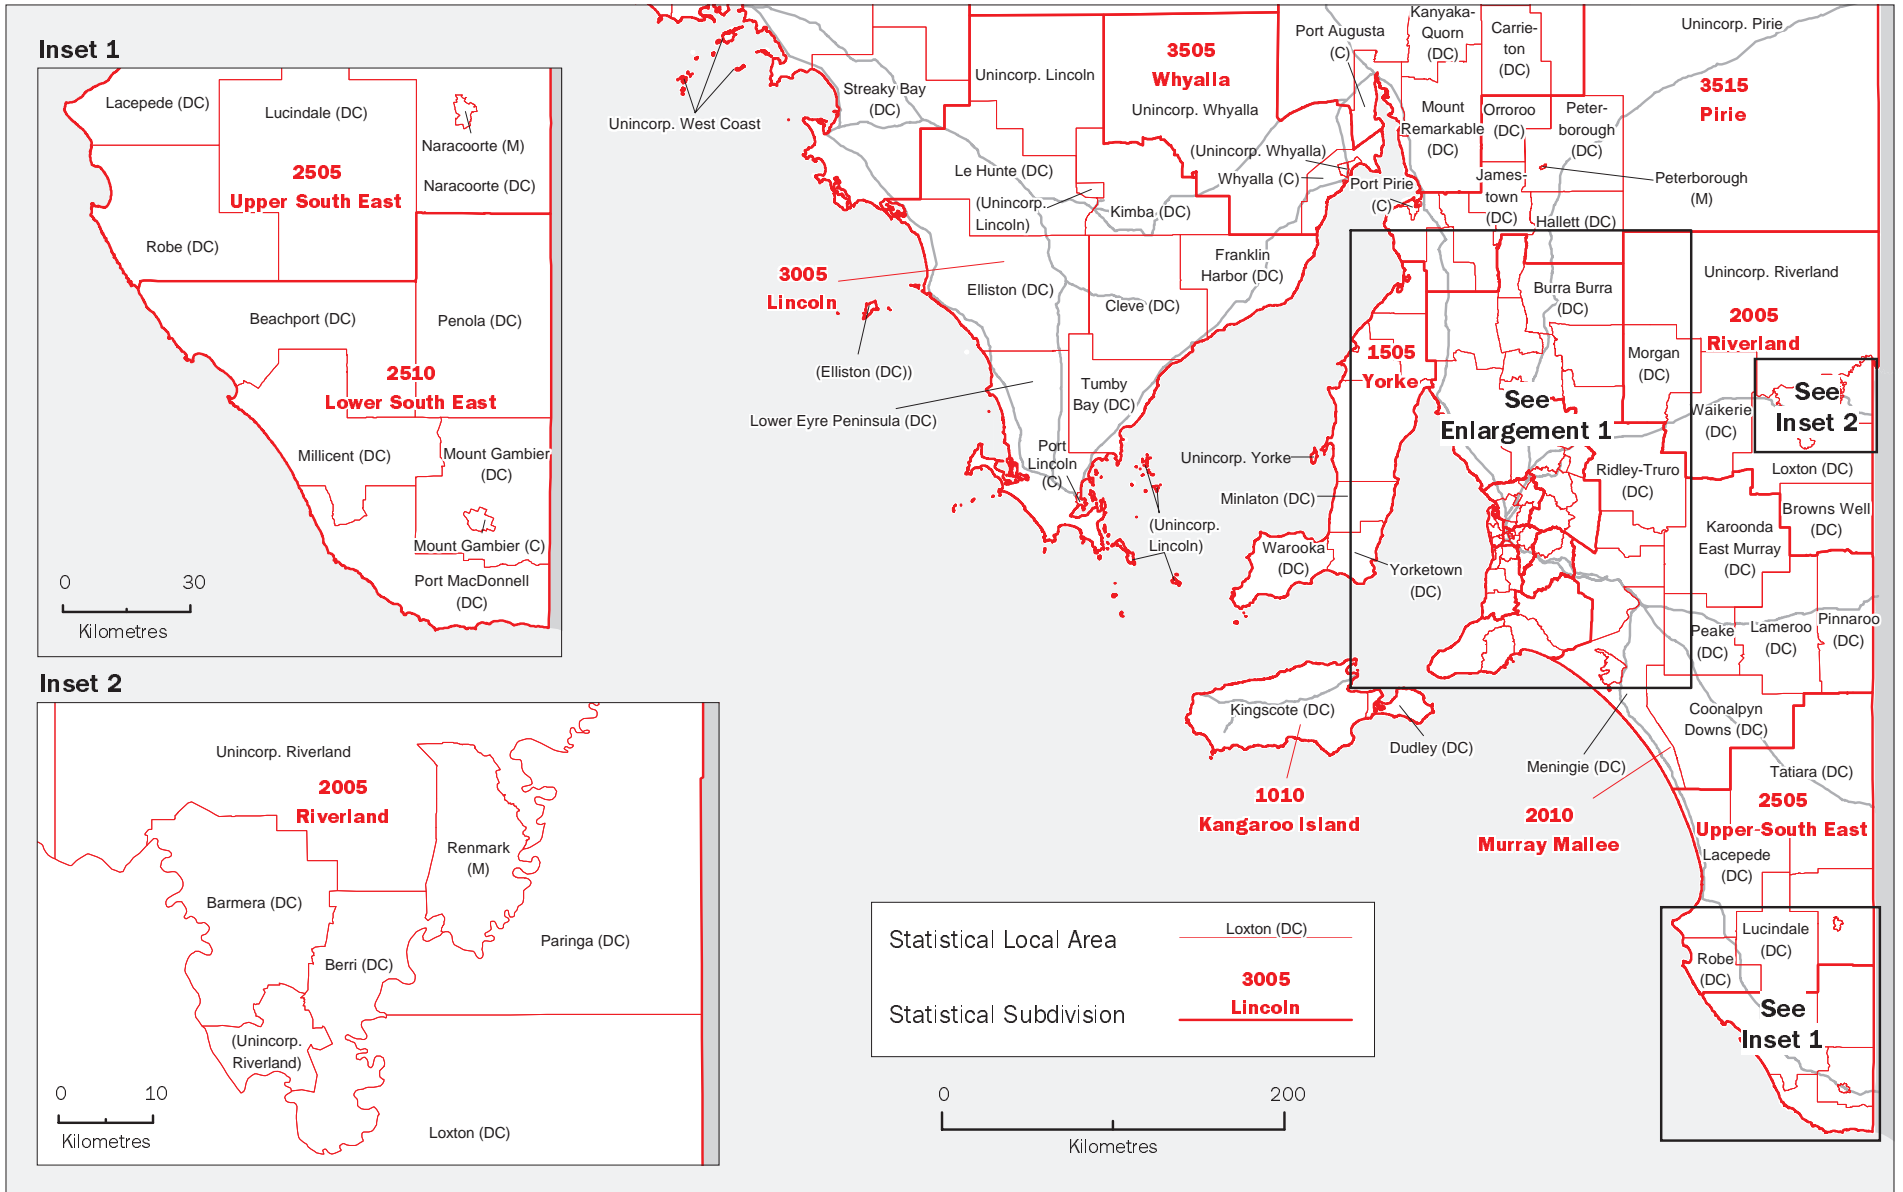 Inset 1
Lacepede (DC)
Lucindale (DC)
Naracoorte (M)
Naracoorte (DC)
2505
Upper South East
Robe (DC)
Beachport (DC)
Penola (DC)
2510
Lower South East
Millicent (DC)
Mount Gambier
(DC)
Mount Gambier (C)
Port MacDonnell
(DC)
0 30
Kilometres
Inset 2
Unincorp. Riverland
2005
Riverland
Renmark
(M)
Barmera (DC)
Paringa (DC)
Berri (DC)
(Unincorp.
Riverland)
Loxton (DC)
0 10
Kilometres
Unincorp. West Coast
Streaky Bay
(DC)
Unincorp. Lincoln
3505
Whyalla
Unincorp. Whyalla
Port Augusta
(C)
Kanyaka-
Quorn
(DC)
Carrie-
ton
(DC)
Unincorp. Pirie
3515
Pirie
Mount
Remarkable
(DC)
Orroroo
(DC)
Peter-
borough
(DC)
Peterborough
(M)
Le Hunte (DC)
(Unincorp.
Lincoln)
Kimba (DC)
(Unincorp. Whyalla)
Whyalla (C)
Port Pirie
(C)
James-
town
(DC)
Hallett (DC)
3005
Lincoln
Elliston (DC)
(Elliston (DC))
Franklin
Harbor (DC)
Cleve (DC)
Lower Eyre Peninsula (DC)
Tumby
Bay (DC)
Port
Lincoln
(C)
(Unincorp.
Lincoln)
Burra Burra
(DC)
Unincorp. Riverland
2005
Riverland
1505
Yorke
Morgan
(DC)
See
Enlargement 1
Waikerie
(DC)
See
Inset 2
Unincorp. Yorke
Minlaton (DC)
Warooka
(DC)
Yorketown
(DC)
Ridley-Truro
(DC)
Loxton (DC)
Browns Well
(DC)
Karoonda
East Murray
(DC)
Peake
(DC)
Lameroo
(DC)
Pinnaroo
(DC)
Kingscote (DC)
Dudley (DC)
1010
Kangaroo Island
Coonalpyn
Downs (DC)
Meningie (DC)
2010
Murray Mallee
Tatiara (DC)
2505
Upper-South East
Lacepede
(DC)
Lucindale
(DC)
Robe
(DC)
See
Inset 1
Statistical Local Area
Loxton (DC)
Statistical Subdivision
3005
Lincoln
0 200
Kilometres